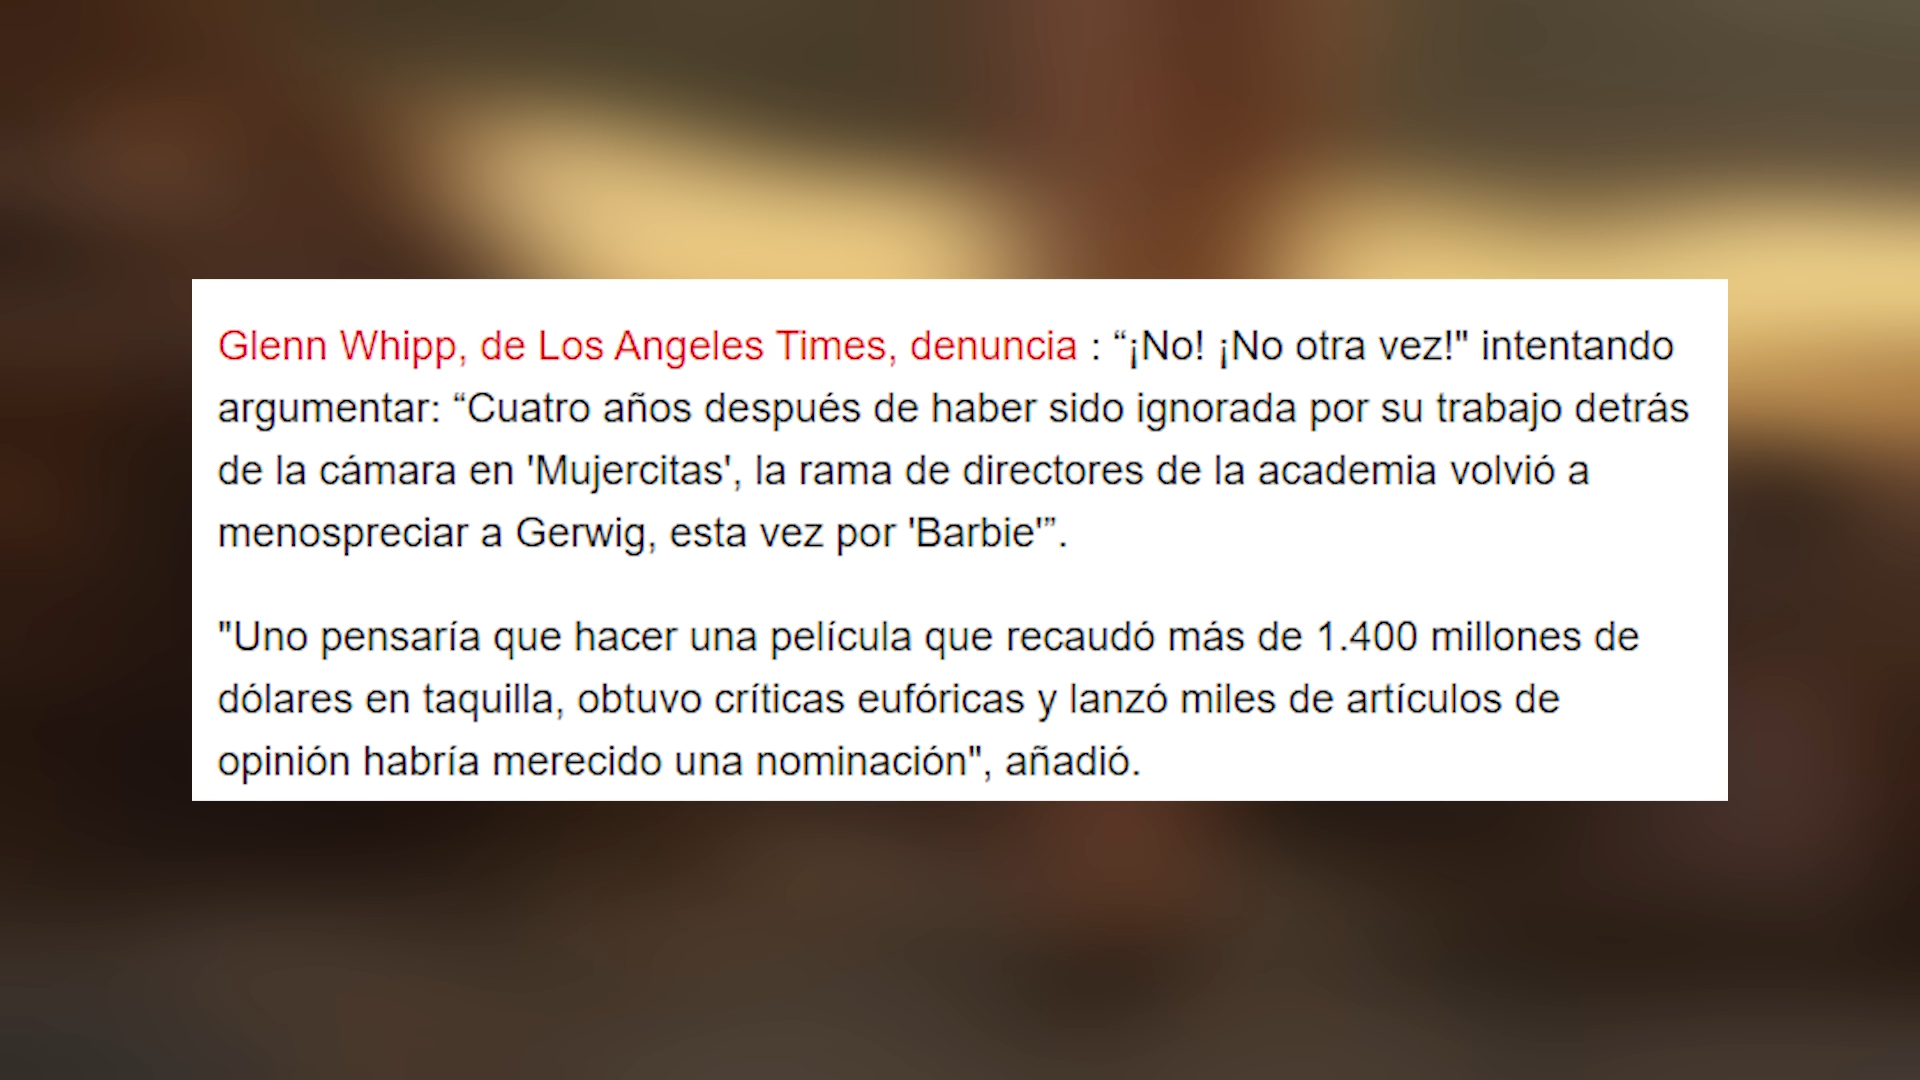 Glenn Whipp, de Los Angeles Times, denuncia : “¡No! ¡No otra vez!" intentando
argumentar: “Cuatro años después de haber sido ignorada por su trabajo detrás
de la cámara en 'Mujercitas', la rama de directores de la academia volvió a
menospreciar a Gerwig, esta vez por 'Barbie'”.
"Uno pensaría que hacer una película que recaudó más de 1.400 millones de
dólares en taquilla, obtuvo críticas eufóricas y lanzó miles de artículos de
opinión habría merecido una nominación", añadió.